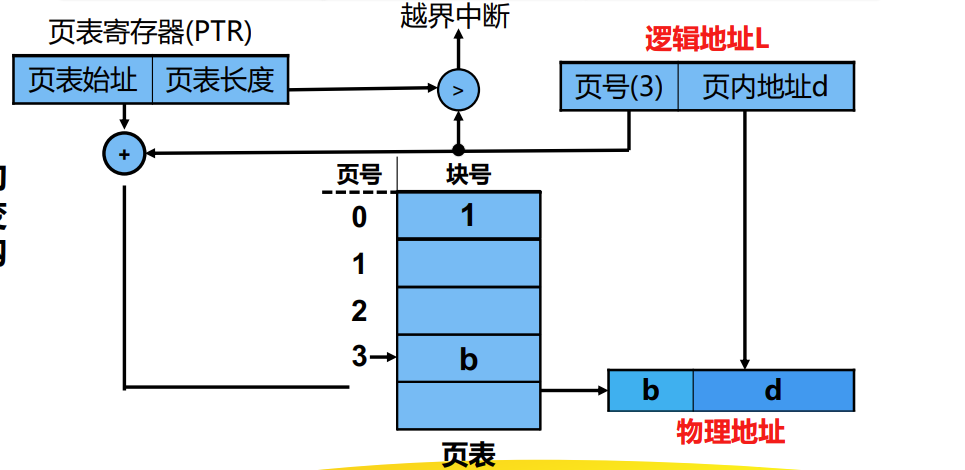 越界中断
页表寄存器(PTR)
逻辑地址L
页表始址 页表长度
>
页号(3) 页内地址d
+
页号 块号
0 1
1
2
3 b
b d
物理地址
页表